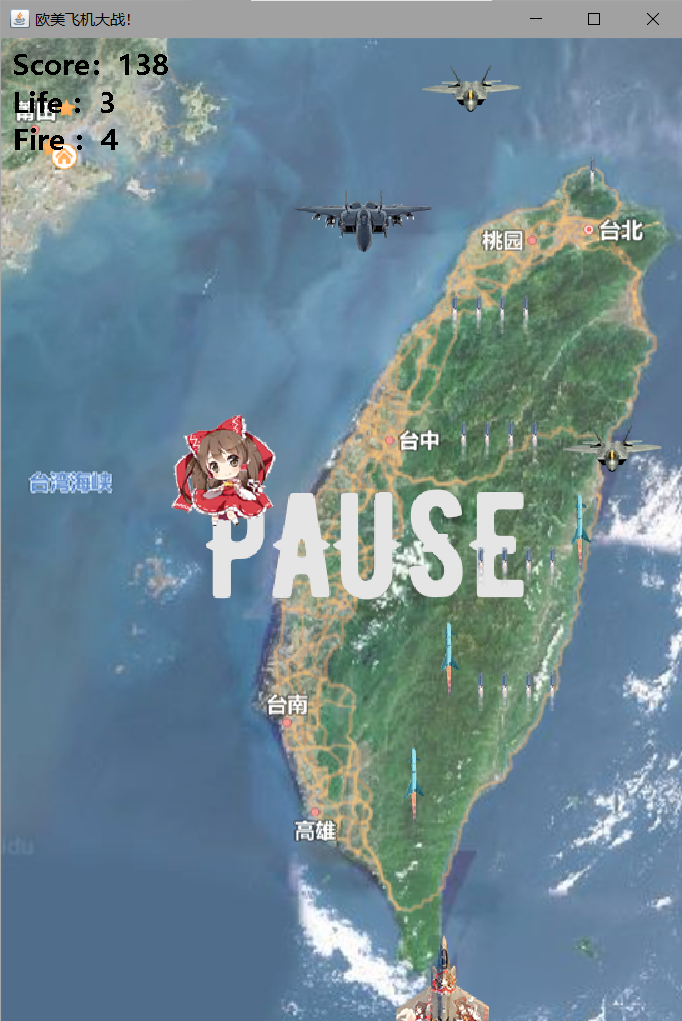 欧美飞机大战!
Score: 138
Life : 3
Fire : 4
台北
桃园
台中
台湾海峡
PAUSE
台南
高雄
idu